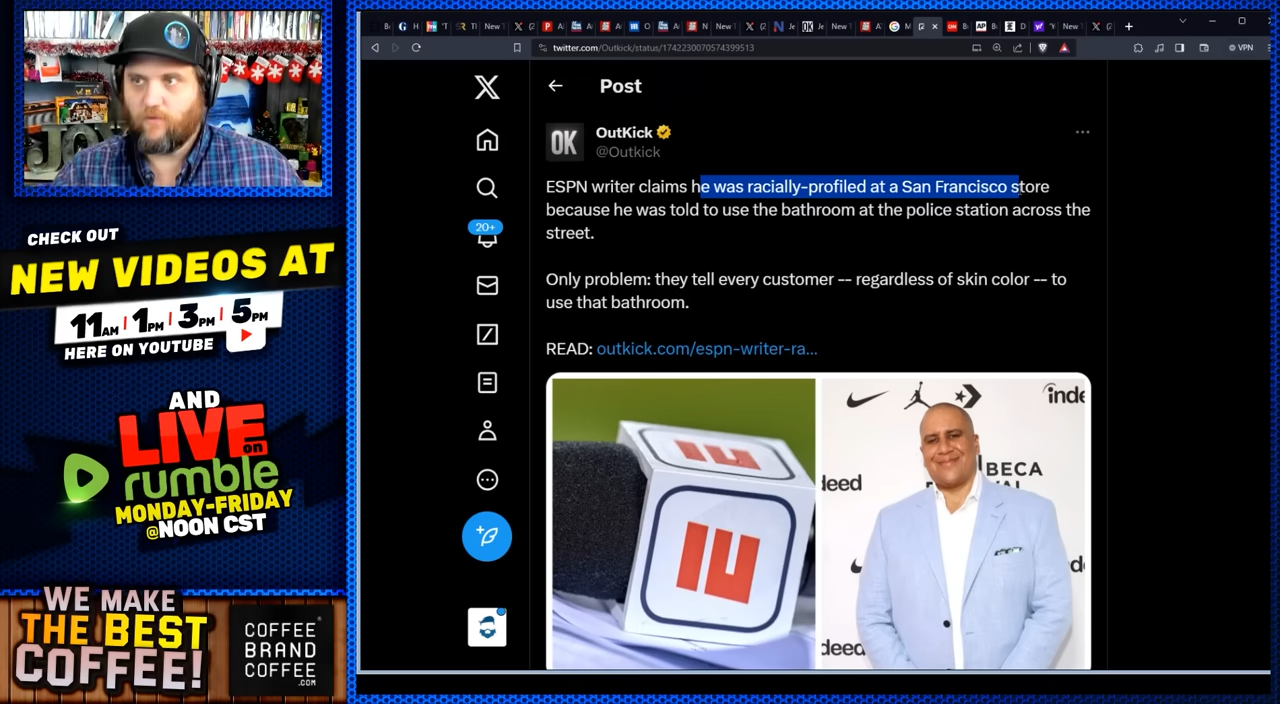 twitter.com/Outkick/status/1742230070574399513
VPN
CHECK OUT
NEW VIDEOS AT
11AM | 1PM | 3PM | 5PM
HERE ON YOUTUBE
AND
LIVE
on
rumble
MONDAY-FRIDAY
@NOON CST
WE MAKE
THE BEST
COFFEE!
COFFEE
BRAND
COFFEE
.COM
20+
Post
OK
OutKick
@Outkick
ESPN writer claims he was racially-profiled at a San Francisco store
because he was told to use the bathroom at the police station across the
street.
Only problem: they tell every customer -- regardless of skin color -- to
use that bathroom.
READ: outkick.com/espn-writer-ra...
inde
BECA
deed
deed